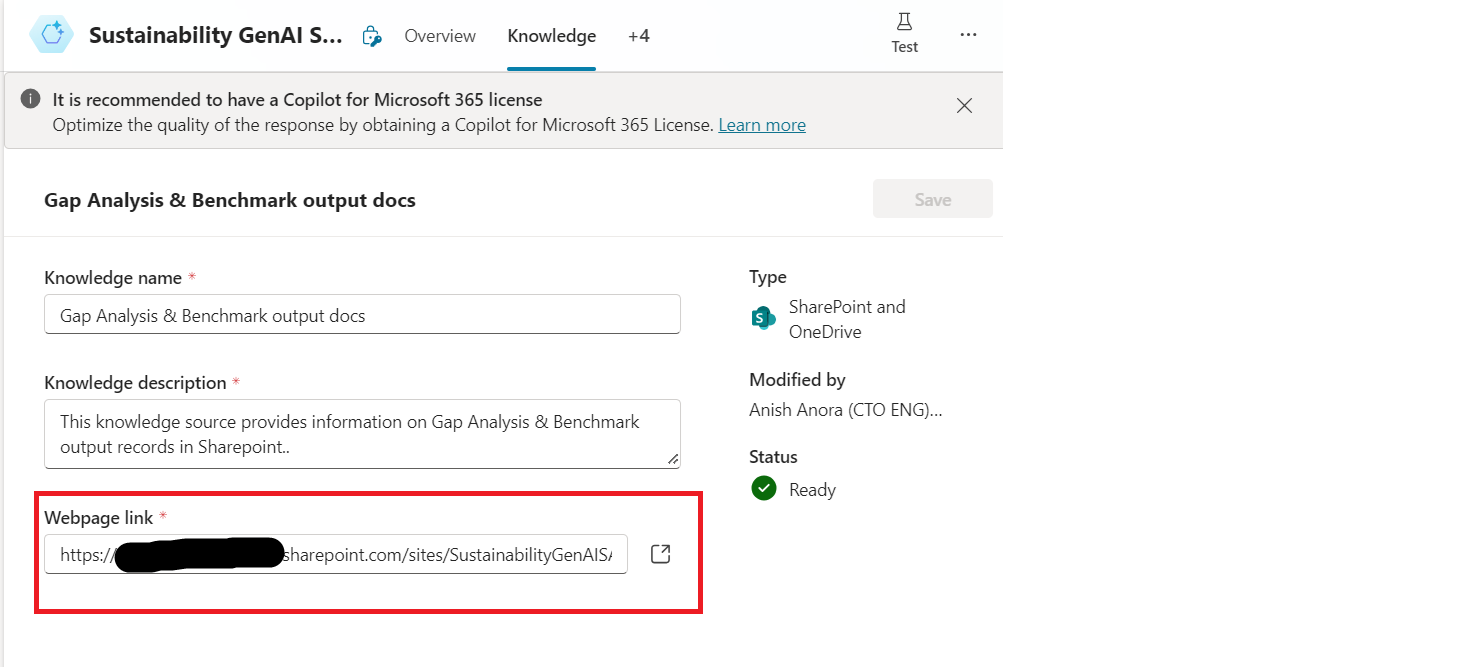 Sustainability GenAI S... Overview Knowledge +4 Test
It is recommended to have a Copilot for Microsoft 365 license
Optimize the quality of the response by obtaining a Copilot for Microsoft 365 License. Learn more
Gap Analysis & Benchmark output docs
Save
Knowledge name *
Gap Analysis & Benchmark output docs
Knowledge description *
This knowledge source provides information on Gap Analysis & Benchmark
output records in Sharepoint..
Webpage link *
https:// sharepoint.com/sites/SustainabilityGenAIS
Type
S
SharePoint and
OneDrive
Modified by
Anish Anora (CTO ENG)...
Status
Ready